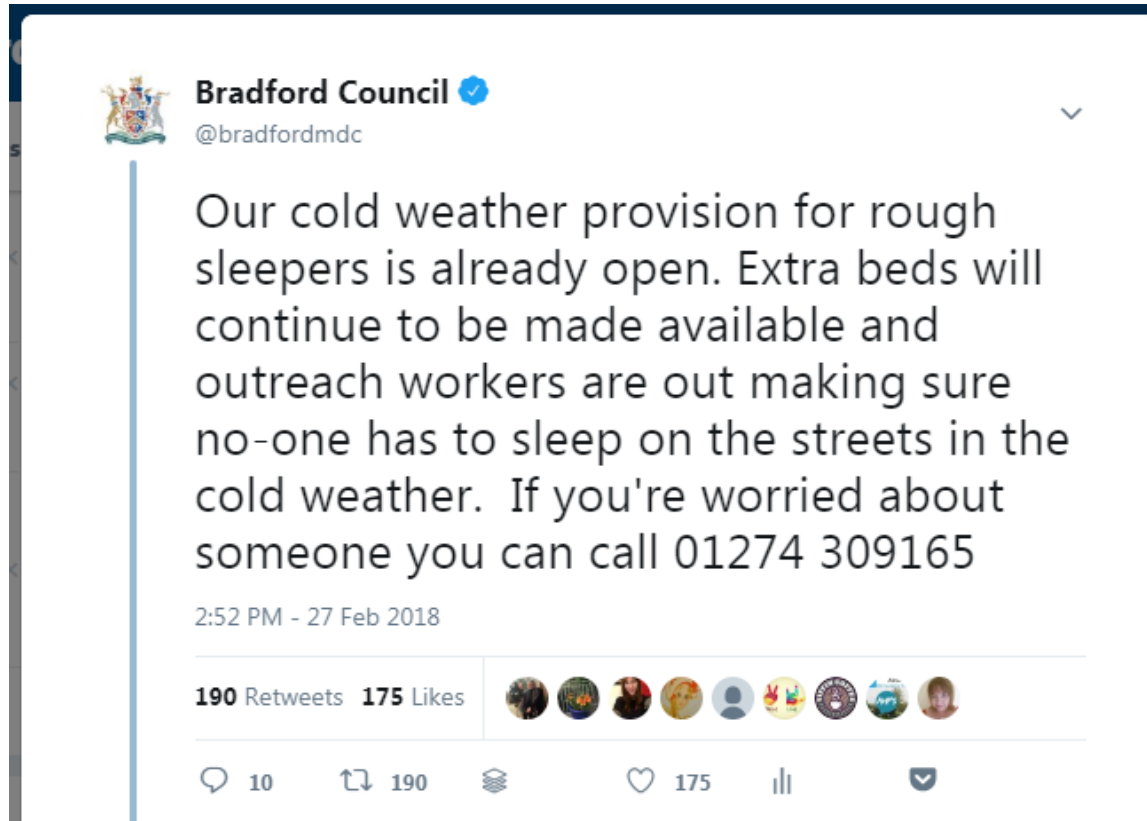 Bradford Council
@bradfordmdc
Our cold weather provision for rough
sleepers is already open. Extra beds will
continue to be made available and
outreach workers are out making sure
no-one has to sleep on the streets in the
cold weather.  If you're worried about
someone you can call 01274 309165
2:52 PM - 27 Feb 2018
190 Retweets 175 Likes
10 190 175